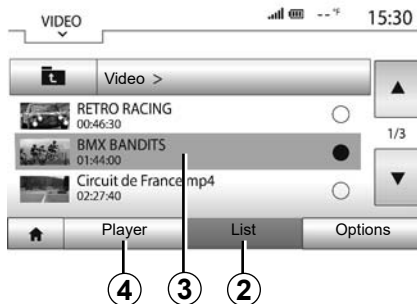 VIDEO
--°F
15:30
Video >
RETRO RACING
00:46:30
BMX BANDITS
01:44:00
1/3
Circuit de France mp4
02:27:40
Player
List
Options
4
3
2